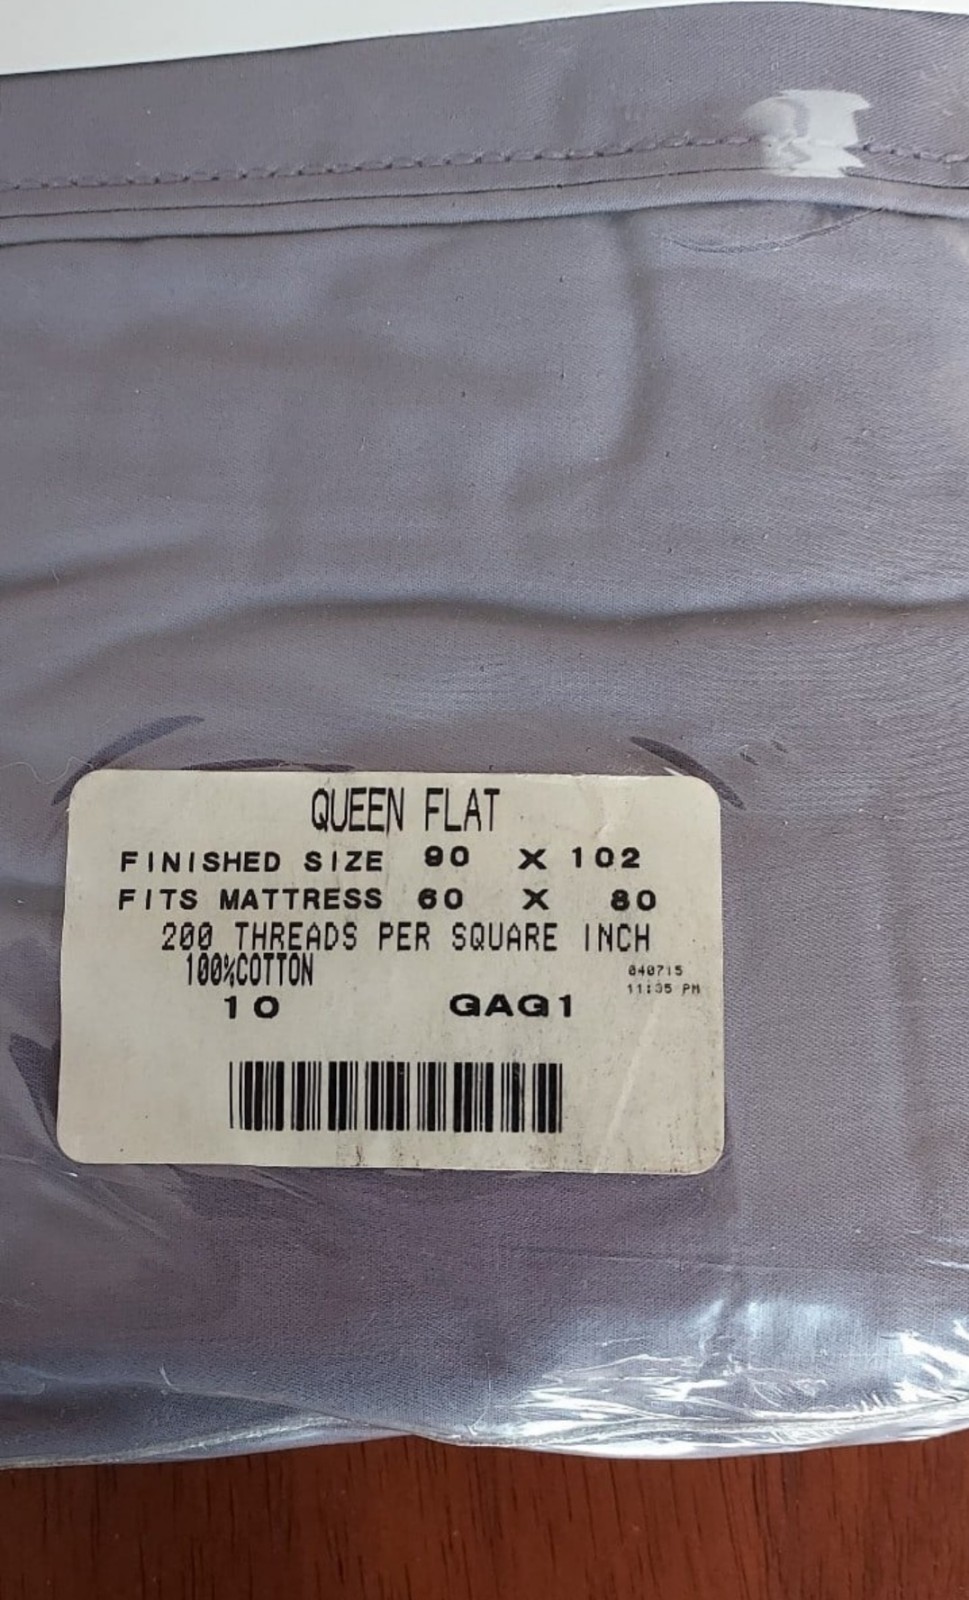 QUEEN FLAT
FINISHED SIZE 90 X 102
FITS MATTRESS 60 X 80
200 THREADS PER SQUARE INCH
100%COTTON
040715
11:35 PM
10 GAG1